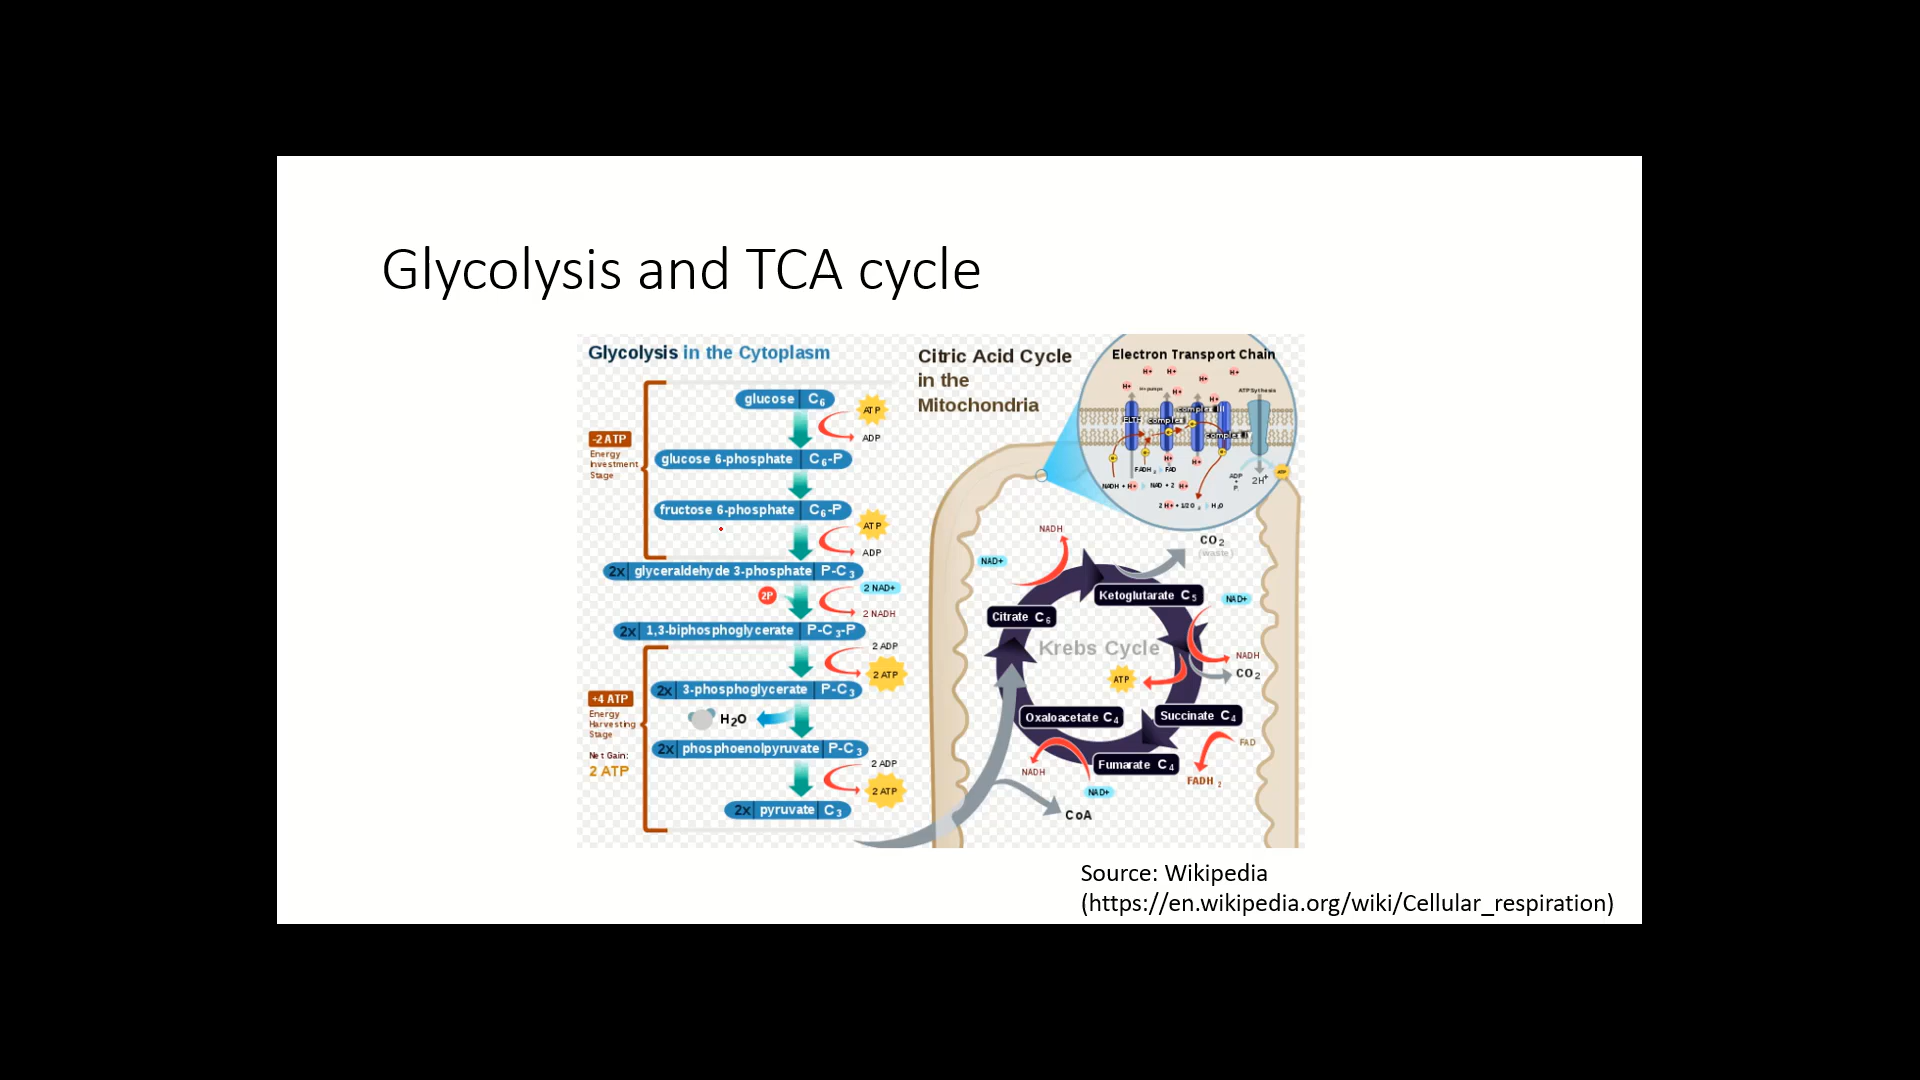 Glycolysis and TCA cycle
Glycolysis in the Cytoplasm
glucose C6
ATP
ADP
-2 ATP
Energy
Investment
Stage
glucose 6-phosphate C6-P
fructose 6-phosphate C6-P
ATP
ADP
2x glyceraldehyde 3-phosphate P-C3
2P
2 NAD+
2 NADH
2x 1,3-biphosphoglycerate P-C3-P
2 ADP
2 ATP
+4 ATP
Energy
Harvesting
Stage
Net Gain:
2 ATP
2x 3-phosphoglycerate P-C3
H2O
2x phosphoenolpyruvate P-C3
2 ADP
2 ATP
2x pyruvate C3
Citric Acid Cycle
in the
Mitochondria
Electron Transport Chain
H+ H+ H+ H+
H+ H+ H+
ATP Sythesis
complex III
complex
H+ H+
FADH2 FAD
NADH + H+ NAD + 2 H+
ADP
+
P
2H+
ATP
2 H+ + 1/2 O2 H2O
NADH
NAD+
CO2
(waste)
Ketoglutarate C5
NAD+
Citrate C6
Krebs Cycle
NADH
CO2
ATP
Oxaloacetate C4
Succinate C4
FAD
FADH2
Fumarate C4
NADH
NAD+
CoA
Source: Wikipedia
(https://en.wikipedia.org/wiki/Cellular_respiration)